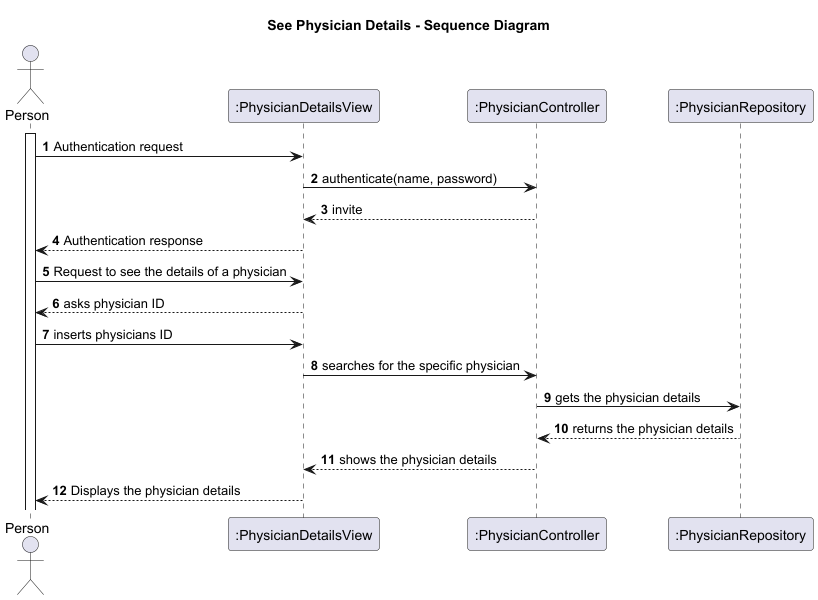 See Physician Details - Sequence Diagram
Person
:PhysicianDetailsView
:PhysicianController
:PhysicianRepository
1 Authentication request
2 authenticate(name, password)
3 invite
4 Authentication response
5 Request to see the details of a physician
6 asks physician ID
7 inserts physicians ID
8 searches for the specific physician
9 gets the physician details
10 returns the physician details
11 shows the physician details
12 Displays the physician details
Person
:PhysicianDetailsView
:PhysicianController
:PhysicianRepository